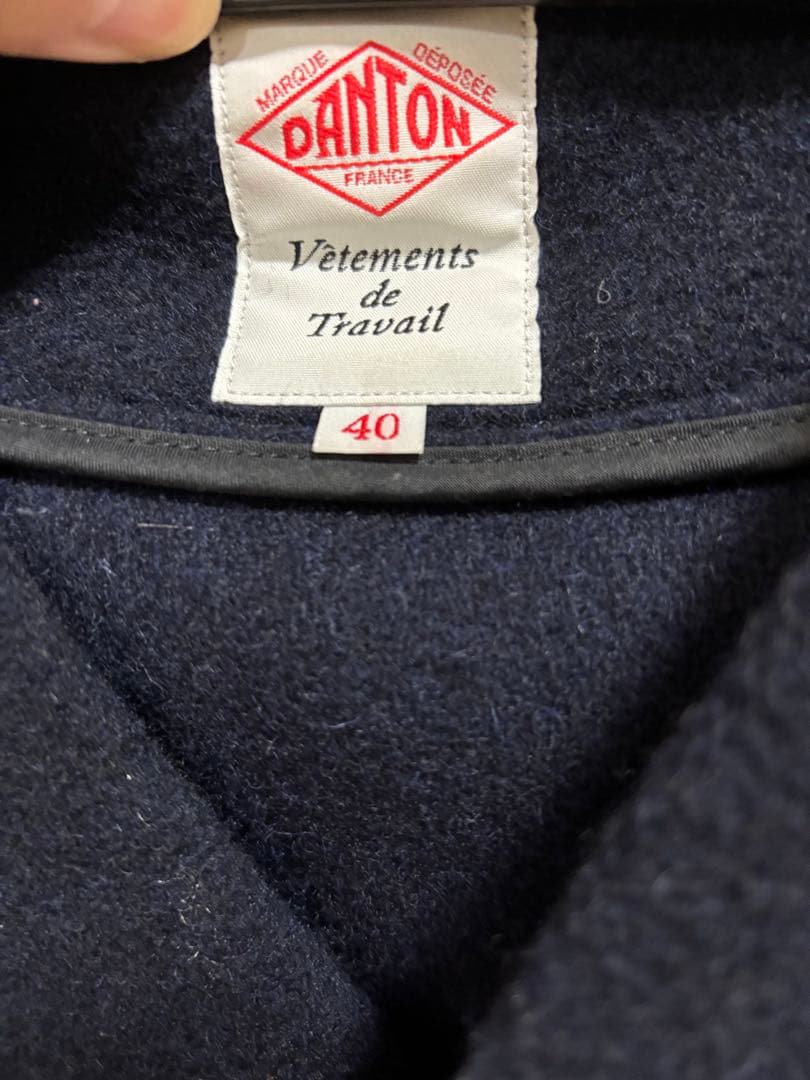 MARQUE DÉPOSÉE
DANTON
FRANCE
Vêtements
de
Travail
40